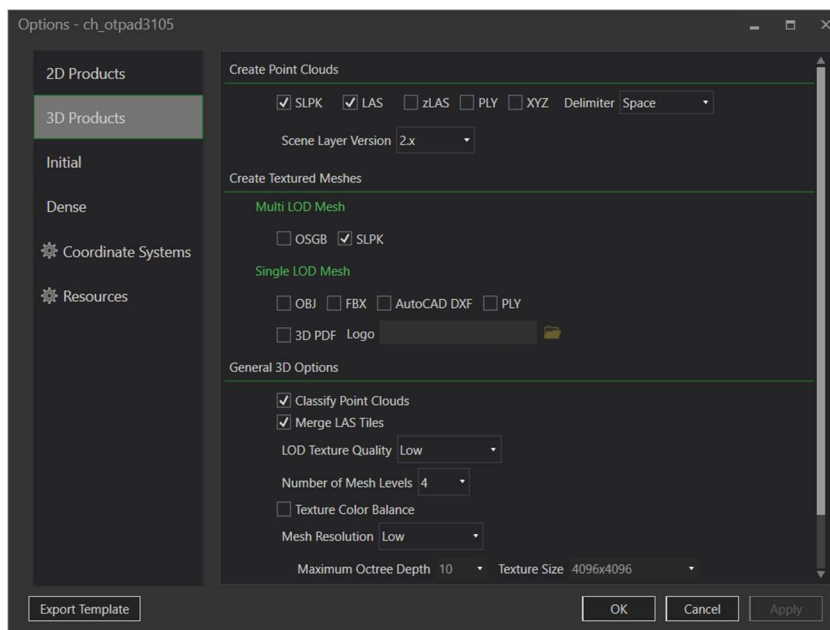 Options - ch_otpad3105
2D Products
3D Products
Initial
Dense
Coordinate Systems
Resources
Create Point Clouds
SLPK LAS zLAS PLY XYZ Delimiter Space
Scene Layer Version 2.x
Create Textured Meshes
Multi LOD Mesh
OSGB SLPK
Single LOD Mesh
OBJ FBX AutoCAD DXF PLY
3D PDF Logo
General 3D Options
Classify Point Clouds
Merge LAS Tiles
LOD Texture Quality Low
Number of Mesh Levels 4
Texture Color Balance
Mesh Resolution Low
Maximum Octree Depth 10 Texture Size 4096x4096
Export Template OK Cancel Apply